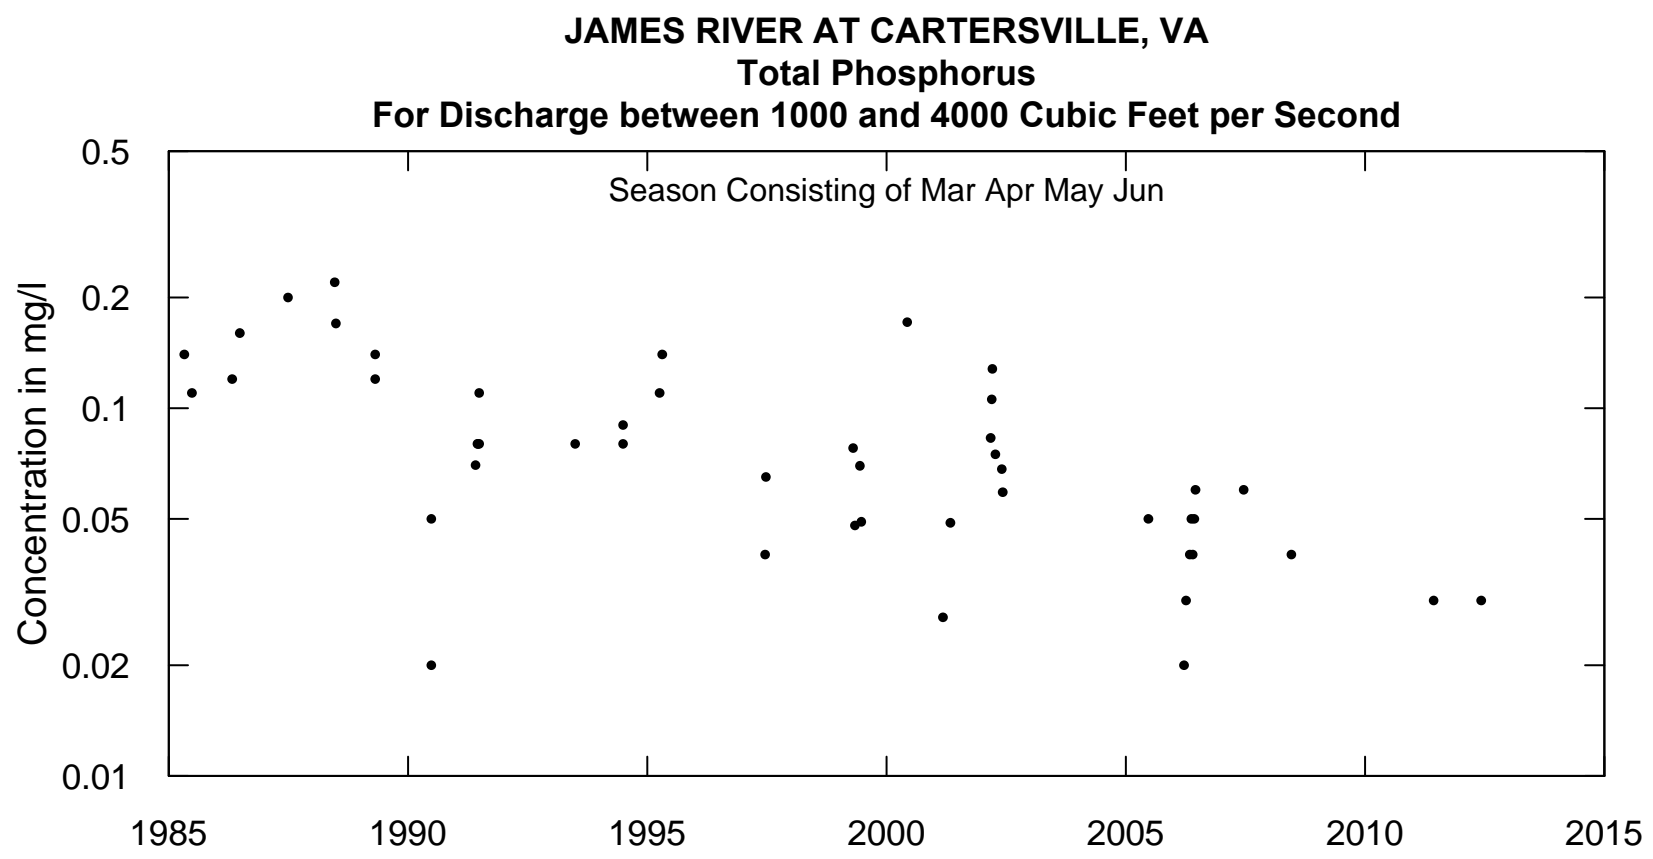 JAMES RIVER AT CARTERSVILLE, VA
Total Phosphorus
For Discharge between 1000 and 4000 Cubic Feet per Second
Season Consisting of Mar Apr May Jun
Concentration in mg/l
0.5
0.2
0.1
0.05
0.02
0.01
1985 1990 1995 2000 2005 2010 2015